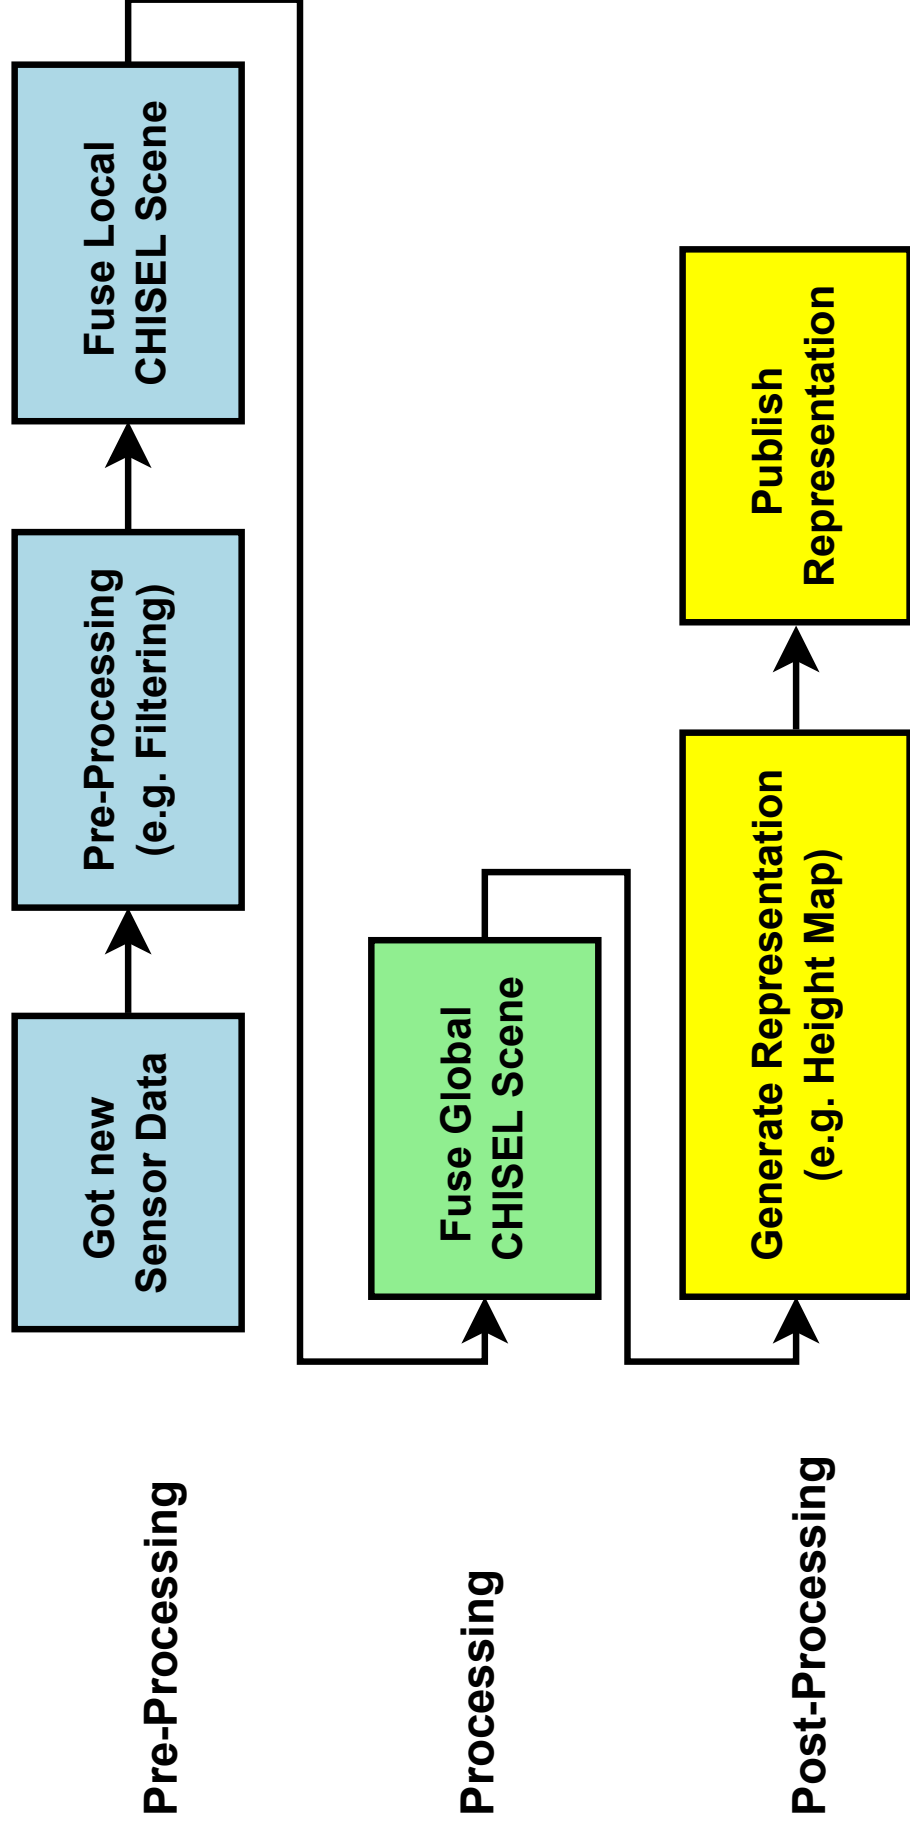 Pre-Processing
Got new
Sensor Data
Pre-Processing
(e.g. Filtering)
Fuse Local
CHISEL Scene
Processing
Fuse Global
CHISEL Scene
Post-Processing
Generate Representation
(e.g. Height Map)
Publish
Representation